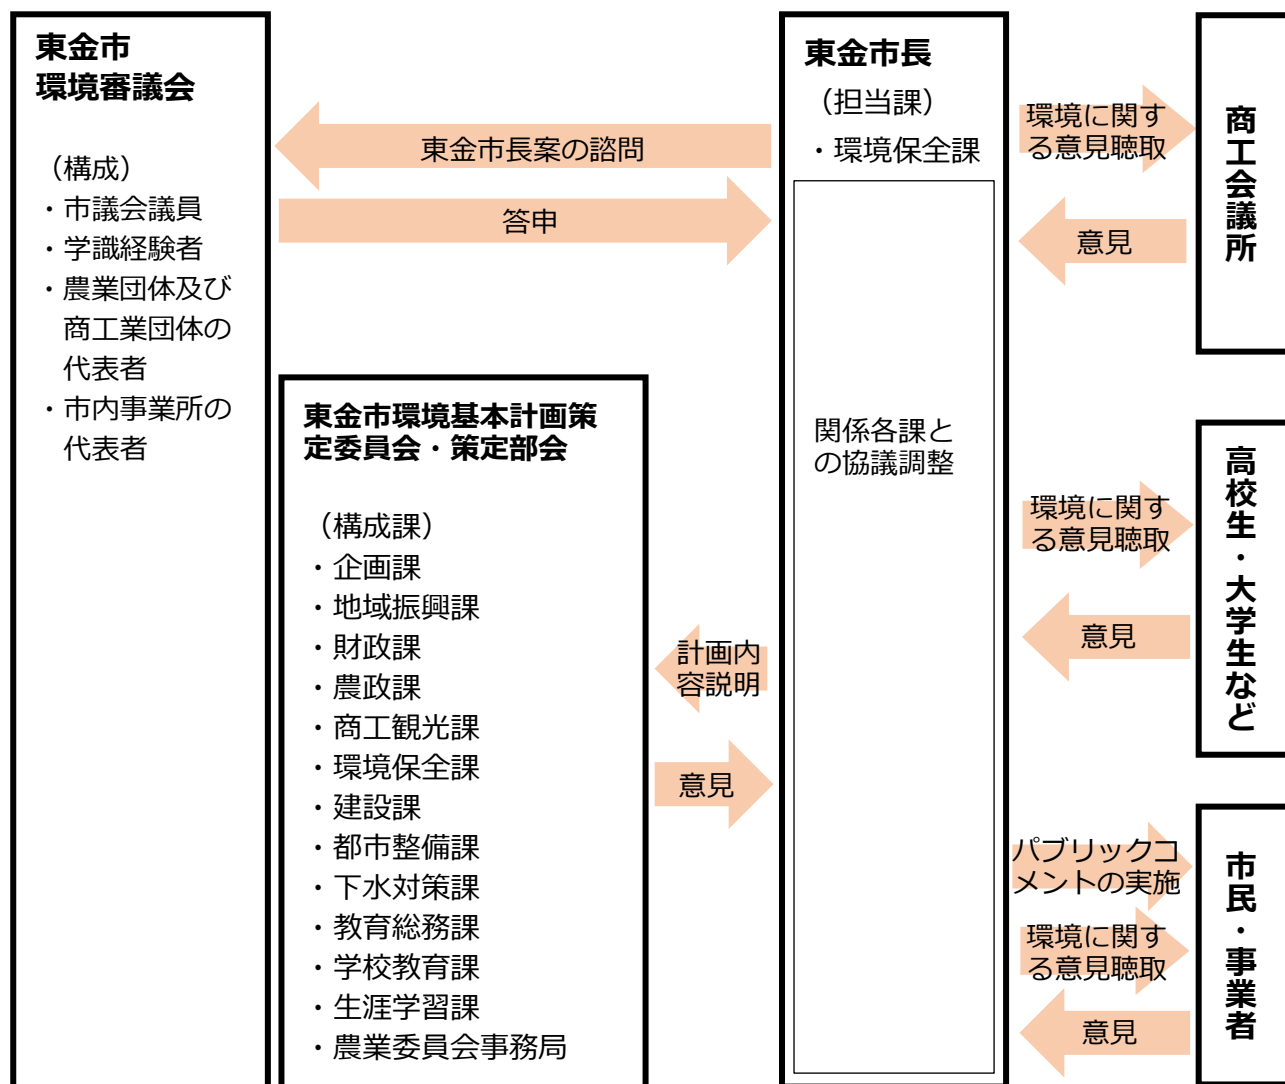 東金市
環境審議会
（構成）
・市議会議員
・学識経験者
・農業団体及び
商工業団体の
代表者
・市内事業所の
代表者
東金市長案の諮問
答申
東金市環境基本計画策
定委員会・策定部会
（構成課）
・企画課
・地域振興課
・財政課
・農政課
・商工観光課
・環境保全課
・建設課
・都市整備課
・下水対策課
・教育総務課
・学校教育課
・生涯学習課
・農業委員会事務局
計画内
容説明
意見
東金市長
（担当課）
・環境保全課
関係各課と
の協議調整
環境に関す
る意見聴取
意見
商工会議所
環境に関す
る意見聴取
意見
高校生・大学生など
パブリックコ
メントの実施
環境に関す
る意見聴取
意見
市民・事業者